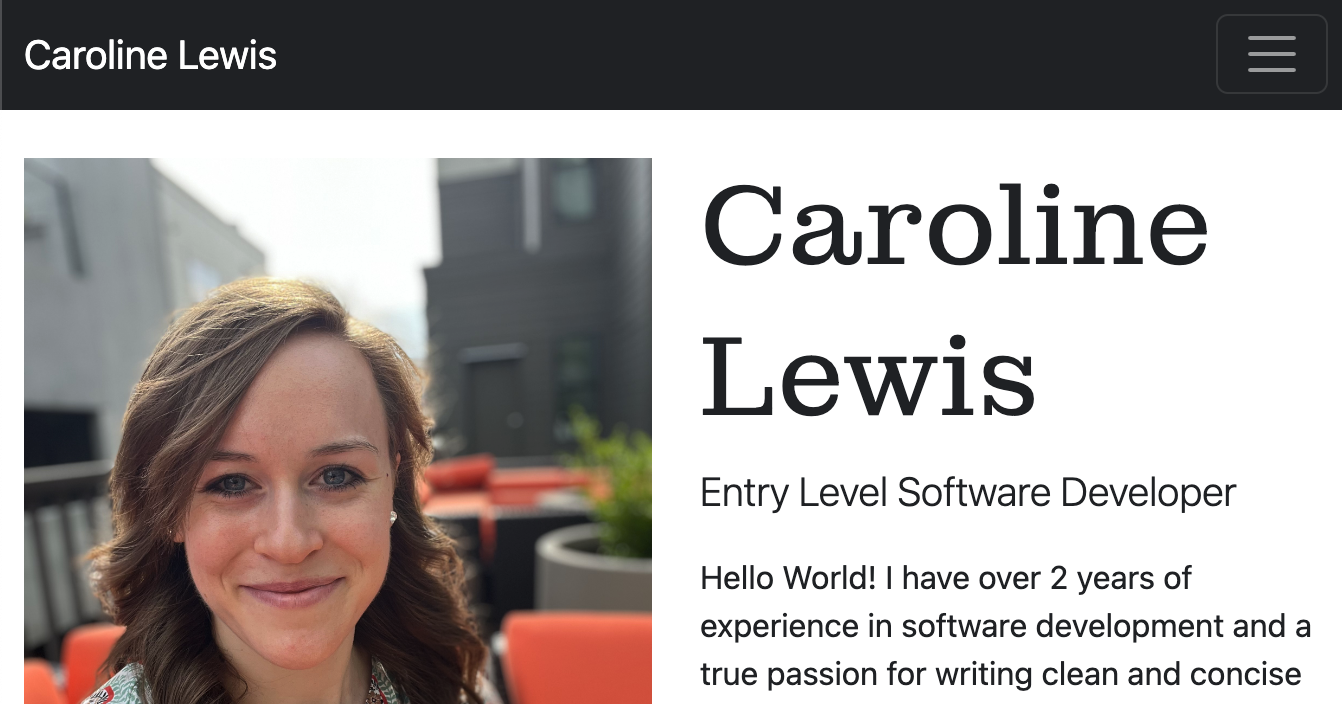 Caroline Lewis
Caroline
Lewis
Entry Level Software Developer
Hello World! I have over 2 years of
experience in software development and a
true passion for writing clean and concise